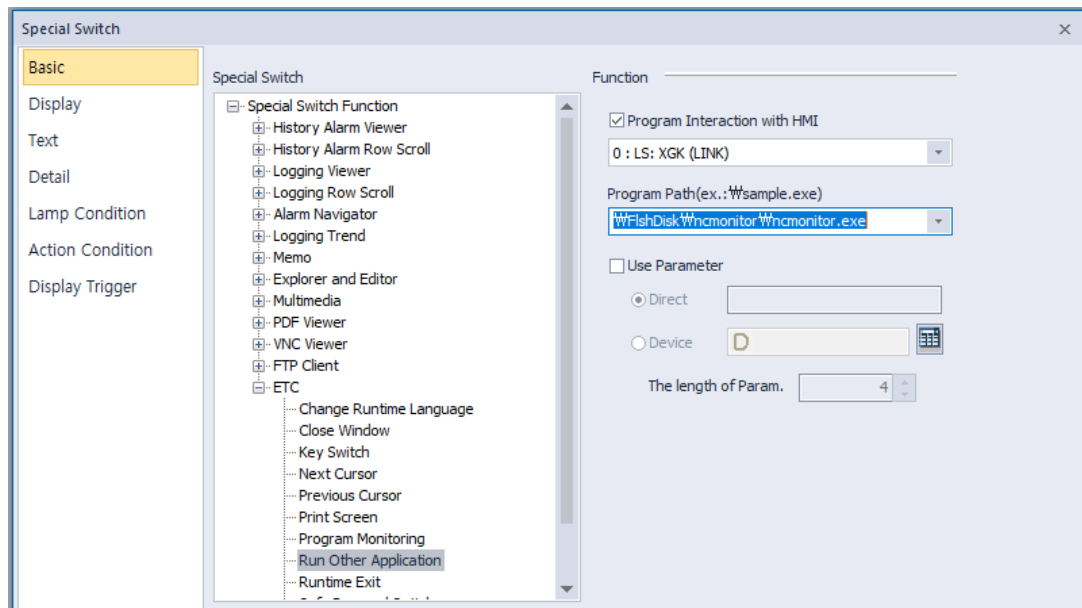 Special Switch
Basic
Display
Text
Detail
Lamp Condition
Action Condition
Display Trigger
Special Switch
Special Switch Function
History Alarm Viewer
History Alarm Row Scroll
Logging Viewer
Logging Row Scroll
Alarm Navigator
Logging Trend
Memo
Explorer and Editor
Multimedia
PDF Viewer
VNC Viewer
FTP Client
ETC
Change Runtime Language
Close Window
Key Switch
Next Cursor
Previous Cursor
Print Screen
Program Monitoring
Run Other Application
Runtime Exit
Function
Program Interaction with HMI
0 : LS: XGK (LINK)
Program Path(ex.:₩sample.exe)
₩FlshDisk₩ncmonitor₩ncmonitor.exe
Use Parameter
Direct
Device
D
The length of Param.
4